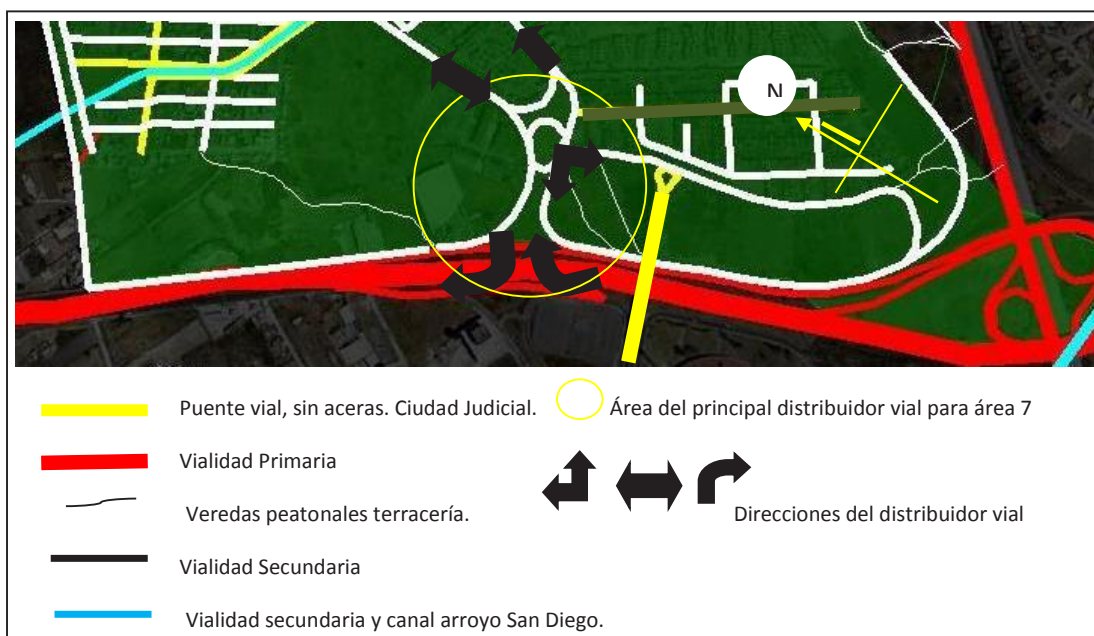 N
Puente vial, sin aceras. Ciudad Judicial.
Área del principal distribuidor vial para área 7
Vialidad Primaria
Veredas peatonales terracería.
Direcciones del distribuidor vial
Vialidad Secundaria
Vialidad secundaria y canal arroyo San Diego.